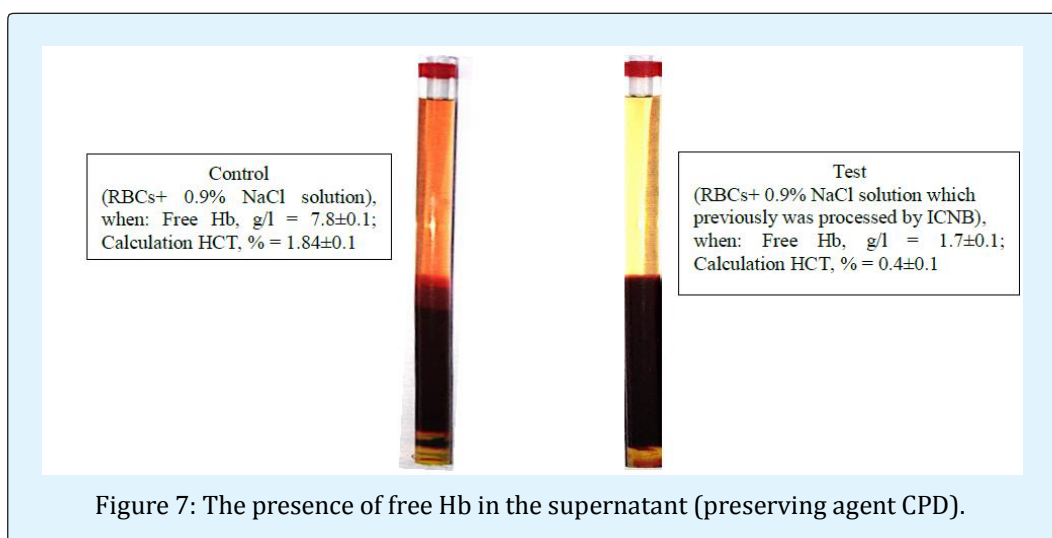 Control
(RBCs+ 0.9% NaCl solution),
when: Free Hb, g/l = 7.8±0.1;
Calculation HCT, % = 1.84±0.1
Test
(RBCs+ 0.9% NaCl solution which
previously was processed by ICNB),
when: Free Hb, g/l = 1.7±0.1;
Calculation HCT, % = 0.4±0.1
Figure 7: The presence of free Hb in the supernatant (preserving agent CPD).